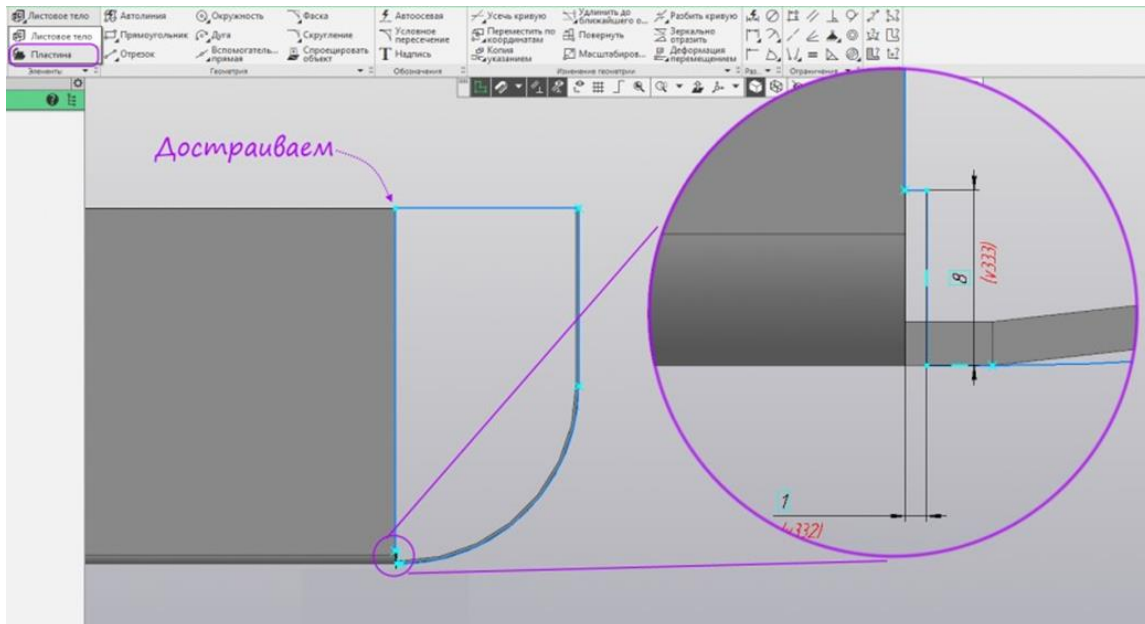 Листовое тело
Автолиния
Окружность
Фаска
Автоосевая
Усечь кривую
Удлинить до ближайшего о...
Разбить кривую
Листовое тело
Прямоугольник
Дуга
Скругление
Условное пересечение
Переместить по координатам
Повернуть
Зеркально отразить
Пластина
Отрезок
Вспомогатель... прямая
Спроецировать объект
Надпись
Копия указанием
Масштабиров...
Деформация перемещением
Элементы
Геометрия
Обозначения
Изменение геометрии
Раз...
Ограничения
Достраиваем
8
(v333)
1
(v332)